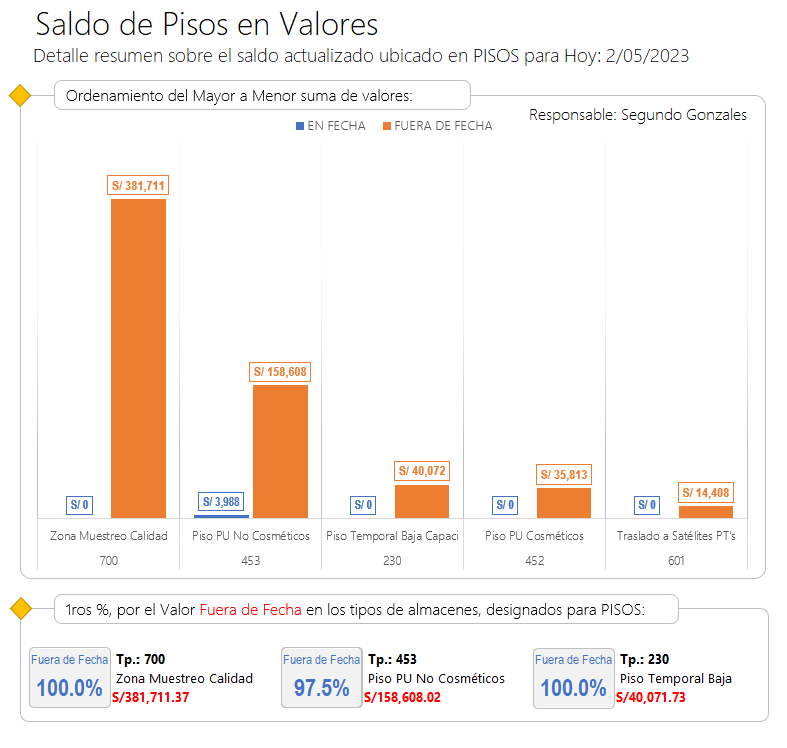 Saldo de Pisos en Valores
Detalle resumen sobre el saldo actualizado ubicado en PISOS para Hoy: 2/05/2023
Ordenamiento del Mayor a Menor suma de valores:
Responsable: Segundo Gonzales
EN FECHA FUERA DE FECHA
S/ 381,711
S/ 158,608
S/ 40,072
S/ 35,813
S/ 14,408
S/ 0 S/ 3,988 S/ 0 S/ 0 S/ 0
Zona Muestreo Calidad Piso PU No Cosméticos Piso Temporal Baja Capaci Piso PU Cosméticos Traslado a Satélites PT's
700 453 230 452 601
1ros %, por el Valor Fuera de Fecha en los tipos de almacenes, designados para PISOS:
Fuera de Fecha Tp.: 700
100.0% Zona Muestreo Calidad
S/381,711.37
Fuera de Fecha Tp.: 453
97.5% Piso PU No Cosméticos
S/158,608.02
Fuera de Fecha Tp.: 230
100.0% Piso Temporal Baja
S/40,071.73